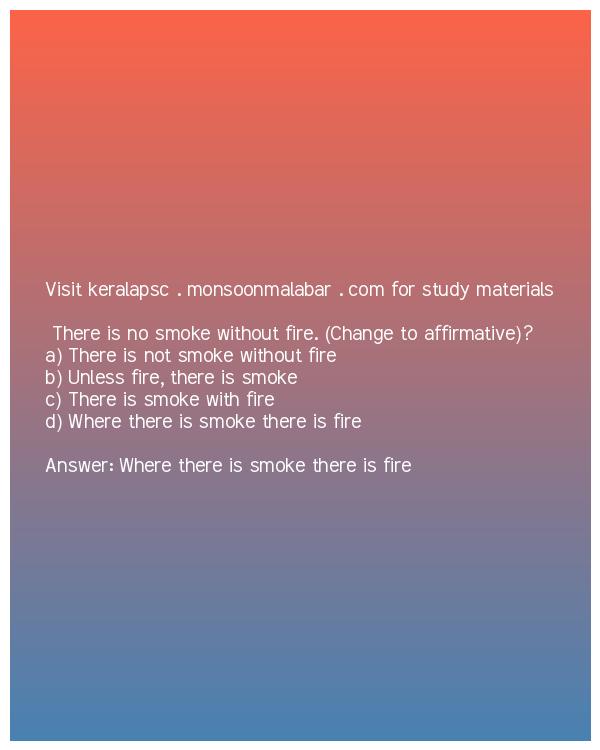 Visit keralapsc . monsoonmalabar . com for study materials
There is no smoke without fire. (Change to affirmative)?
a) There is not smoke without fire
b) Unless fire, there is smoke
c) There is smoke with fire
d) Where there is smoke there is fire
Answer: Where there is smoke there is fire